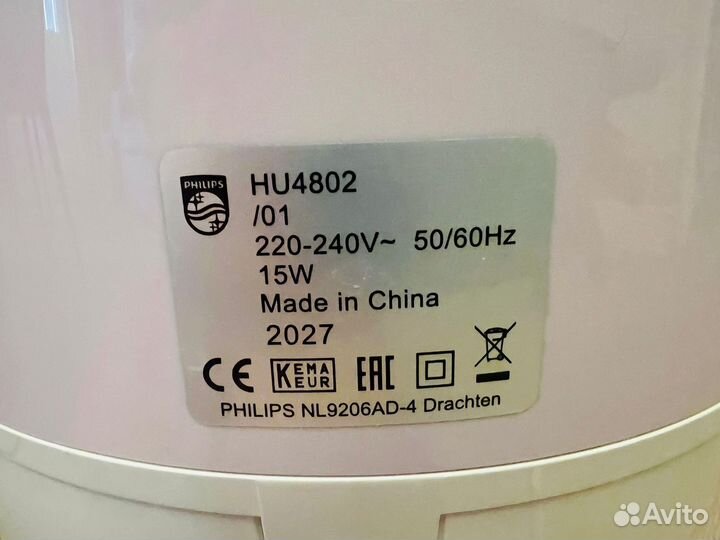 PHILIPS
HU4802
/01
220-240V~ 50/60Hz
15W
Made in China
2027
CE KEMA EUR EAC
PHILIPS NL9206AD-4 Drachten
Avito